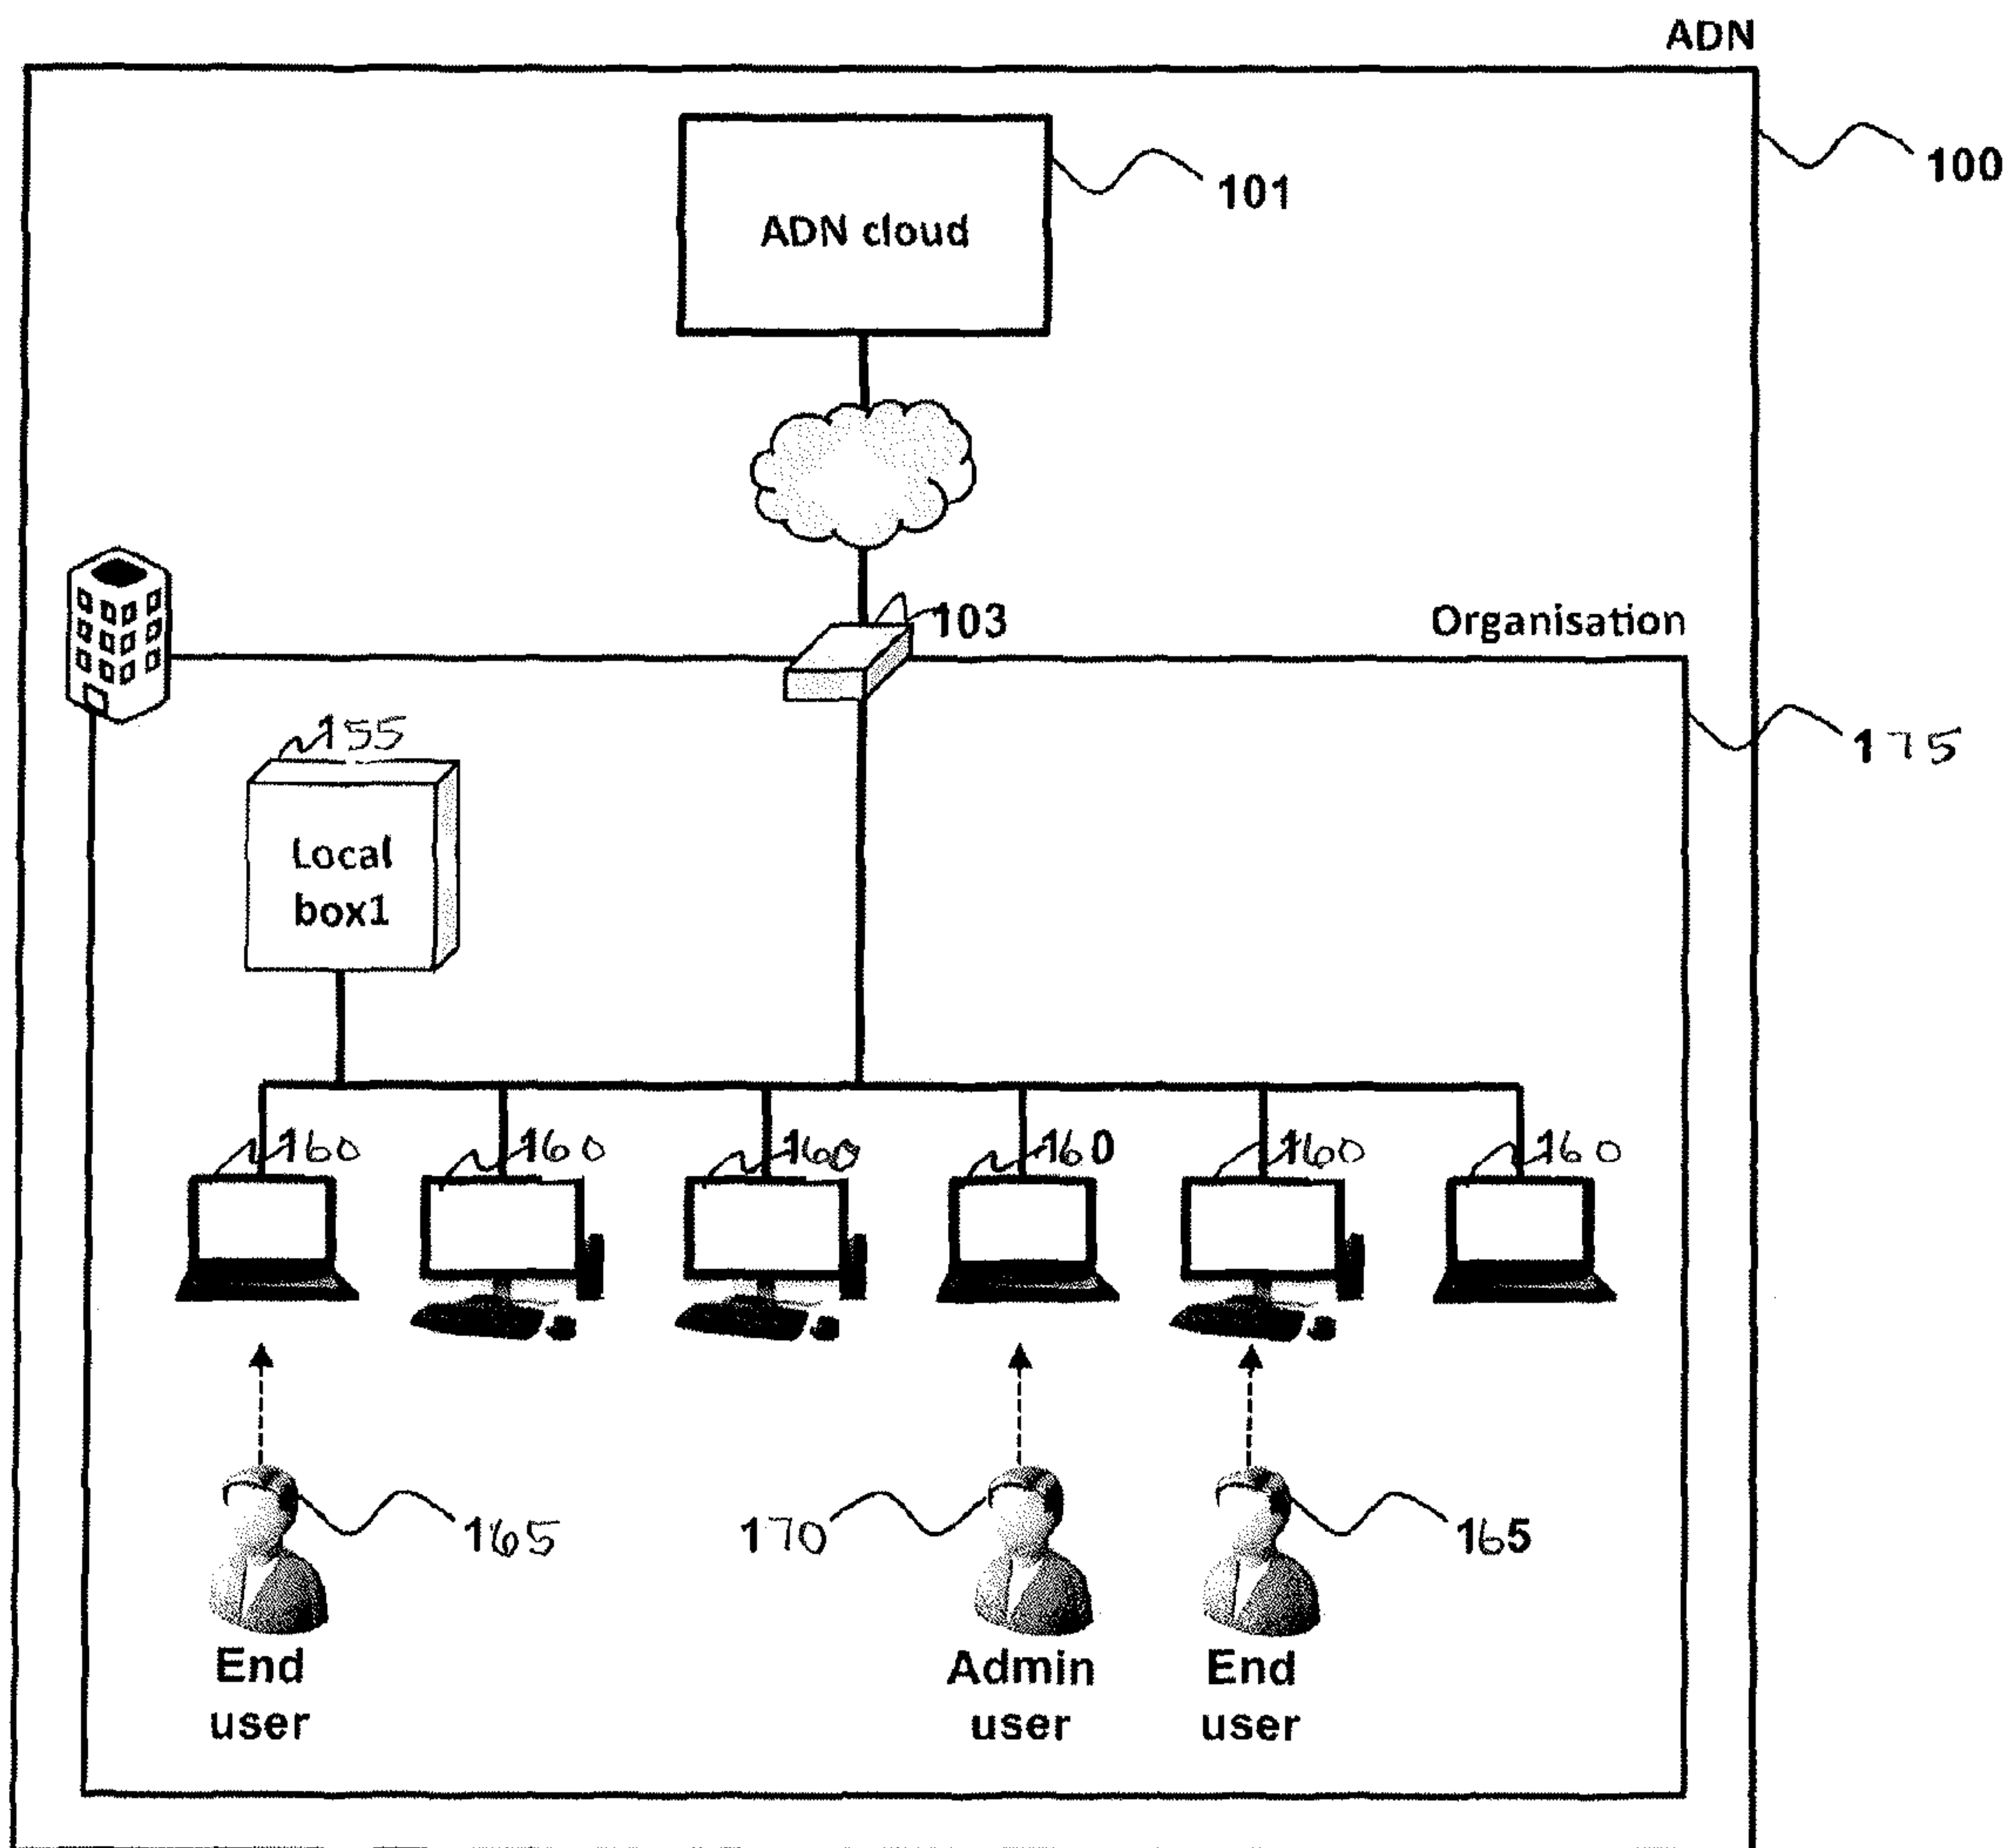 ADN
100
101
ADN cloud
103
Organisation
155
175
Local
box1
160 160 160 160 160 160
165 170 165
End
user
Admin
user
End
user